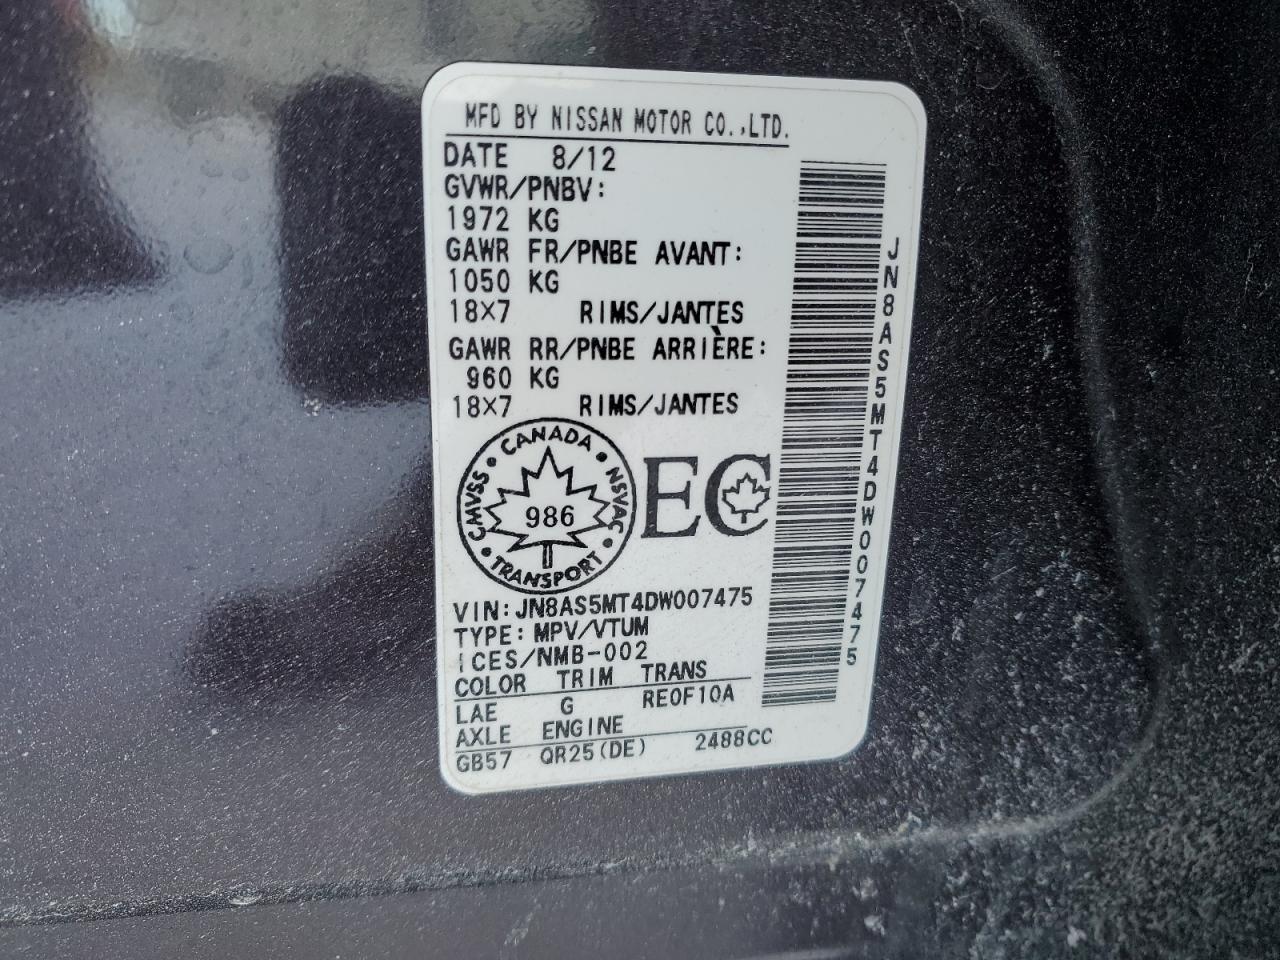 MFD BY NISSAN MOTOR CO.,LTD.
DATE 8/12
GVWR/PNBV:
1972 KG
GAWR FR/PNBE AVANT:
1050 KG
18×7 RIMS/JANTES
GAWR RR/PNBE ARRIÈRE:
960 KG
18×7 RIMS/JANTES
CANADA • NSVAC • TRANSPORT • CMVSS •
986
EC
VIN:JN8AS5MT4DW007475
TYPE:MPV/VTUM
ICES/NMB-002
COLOR TRIM TRANS
LAE G RE0F10A
AXLE ENGINE
GB57 QR25(DE) 2488CC
JN8AS5MT4DW007475